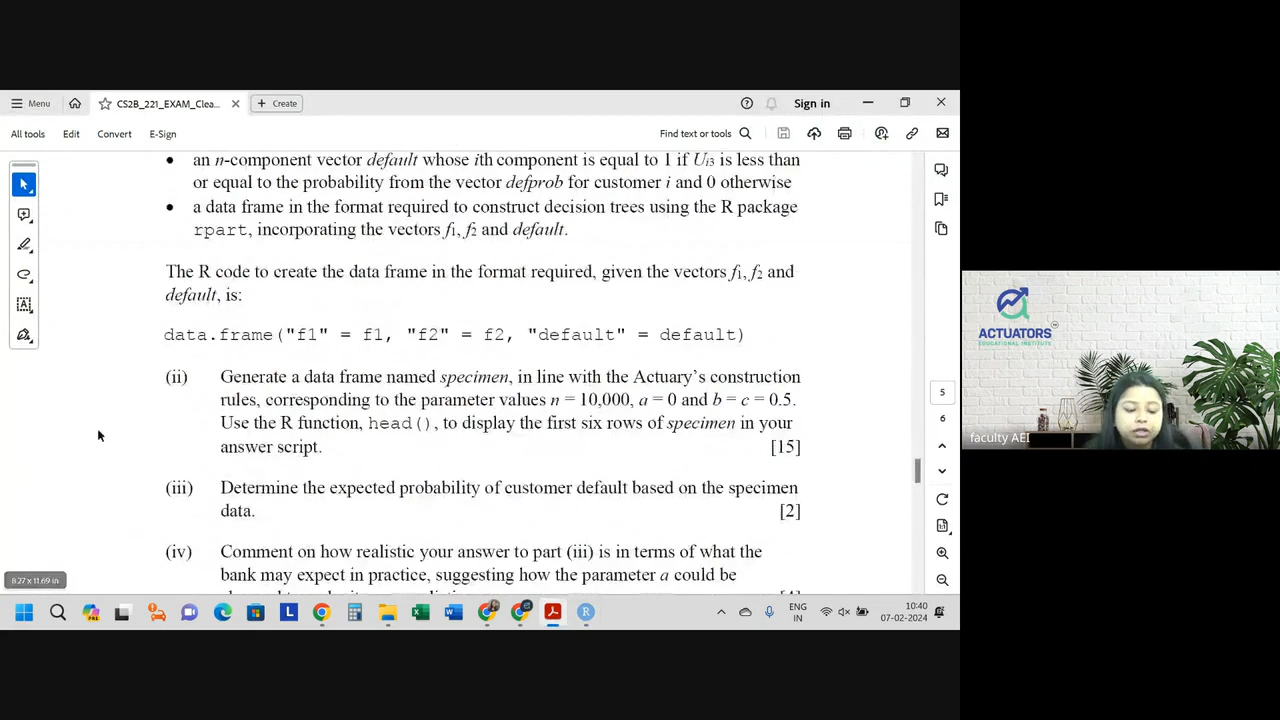 Menu
CS2B_221_EXAM_Clea...
Create
Sign in
All tools
Edit
Convert
E-Sign
Find text or tools
• an n-component vector default whose ith component is equal to 1 if Ui3 is less than
or equal to the probability from the vector defprob for customer i and 0 otherwise
• a data frame in the format required to construct decision trees using the R package
rpart, incorporating the vectors f1, f2 and default.
The R code to create the data frame in the format required, given the vectors f1, f2 and
default, is:
data.frame("f1" = f1, "f2" = f2, "default" = default)
(ii) Generate a data frame named specimen, in line with the Actuary's construction
rules, corresponding to the parameter values n = 10,000, a = 0 and b = c = 0.5.
Use the R function, head(), to display the first six rows of specimen in your
answer script. [15]
(iii) Determine the expected probability of customer default based on the specimen
data. [2]
(iv) Comment on how realistic your answer to part (iii) is in terms of what the
bank may expect in practice, suggesting how the parameter a could be
5
6
8.27 x 11.69 in
ENG
IN
10:40
07-02-2024
ACTUATORS
EDUCATIONAL INSTITUTE
faculty AEI